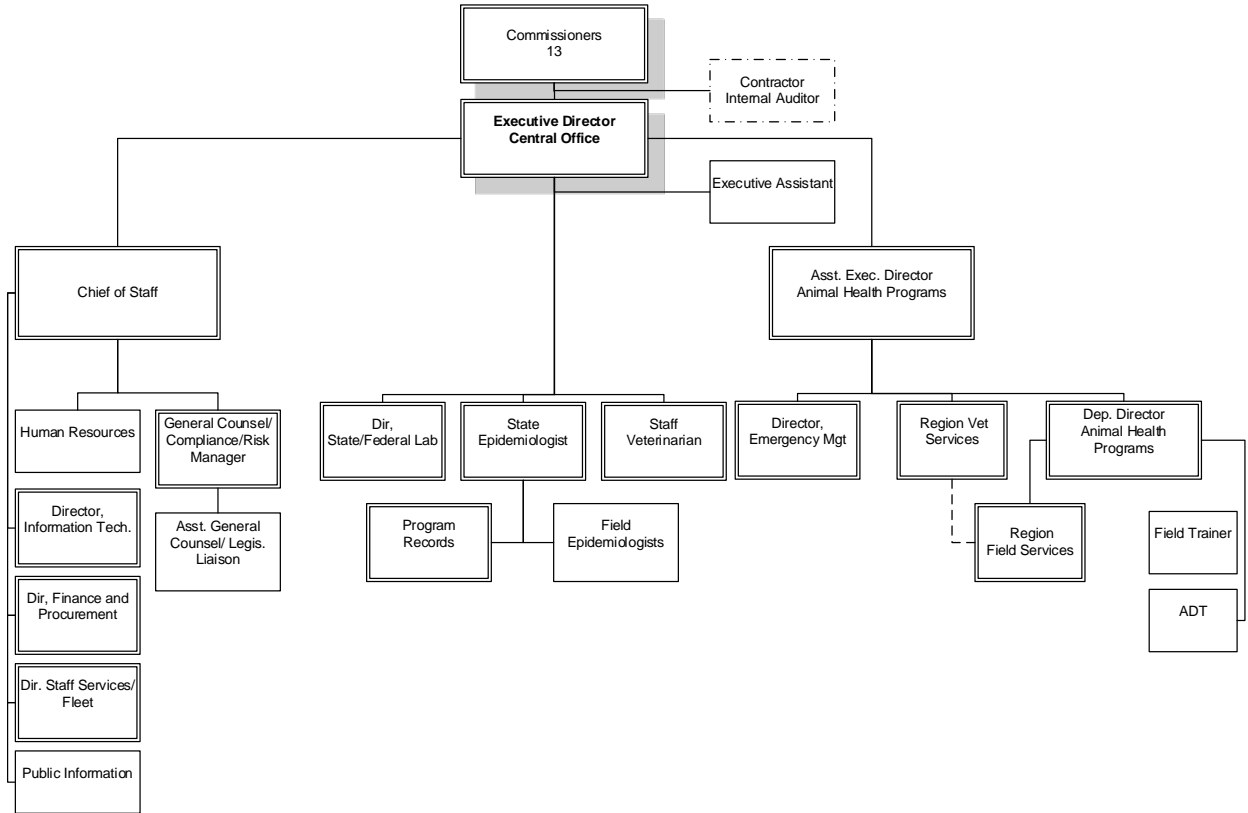 Commissioners
13
Contractor
Internal Auditor
Executive Director
Central Office
Executive Assistant
Chief of Staff
Asst. Exec. Director
Animal Health Programs
Human Resources
General Counsel/
Compliance/Risk
Manager
Dir,
State/Federal Lab
State
Epidemiologist
Staff
Veterinarian
Director,
Emergency Mgt
Region Vet
Services
Dep. Director
Animal Health
Programs
Director,
Information Tech.
Asst. General
Counsel/ Legis.
Liaison
Program
Records
Field
Epidemiologists
Region
Field Services
Field Trainer
Dir, Finance and
Procurement
ADT
Dir. Staff Services/
Fleet
Public Information